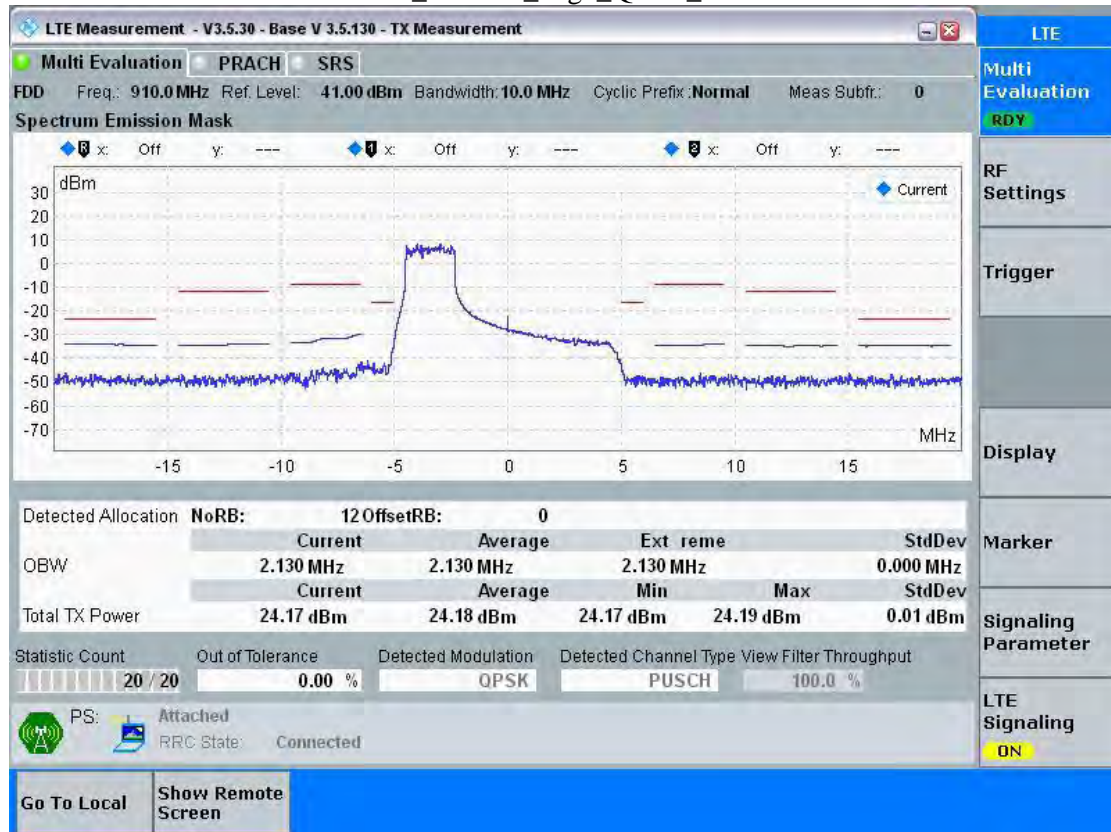 LTE Measurement - V3.5.30 - Base V 3.5.130 - TX Measurement
LTE
Multi Evaluation PRACH SRS
Multi Evaluation
RDY
FDD Freq.: 910.0 MHz Ref. Level: 41.00 dBm Bandwidth: 10.0 MHz Cyclic Prefix : Normal Meas Subfr.: 0
Spectrum Emission Mask
R x: Off y: --- 1 x: Off y: --- 2 x: Off y: ---
dBm
Current
30
20
10
0
-10
-20
-30
-40
-50
-60
-70
MHz
-15 -10 -5 0 5 10 15
RF Settings
Trigger
Display
Marker
Signaling Parameter
LTE Signaling
ON
Detected Allocation NoRB: 12 OffsetRB: 0
Current Average Ext reme StdDev
OBW 2.130 MHz 2.130 MHz 2.130 MHz 0.000 MHz
Current Average Min Max StdDev
Total TX Power 24.17 dBm 24.18 dBm 24.17 dBm 24.19 dBm 0.01 dBm
Statistic Count Out of Tolerance Detected Modulation Detected Channel Type View Filter Throughput
20 / 20 0.00 % QPSK PUSCH 100.0 %
PS: Attached
RRC State: Connected
Go To Local
Show Remote Screen